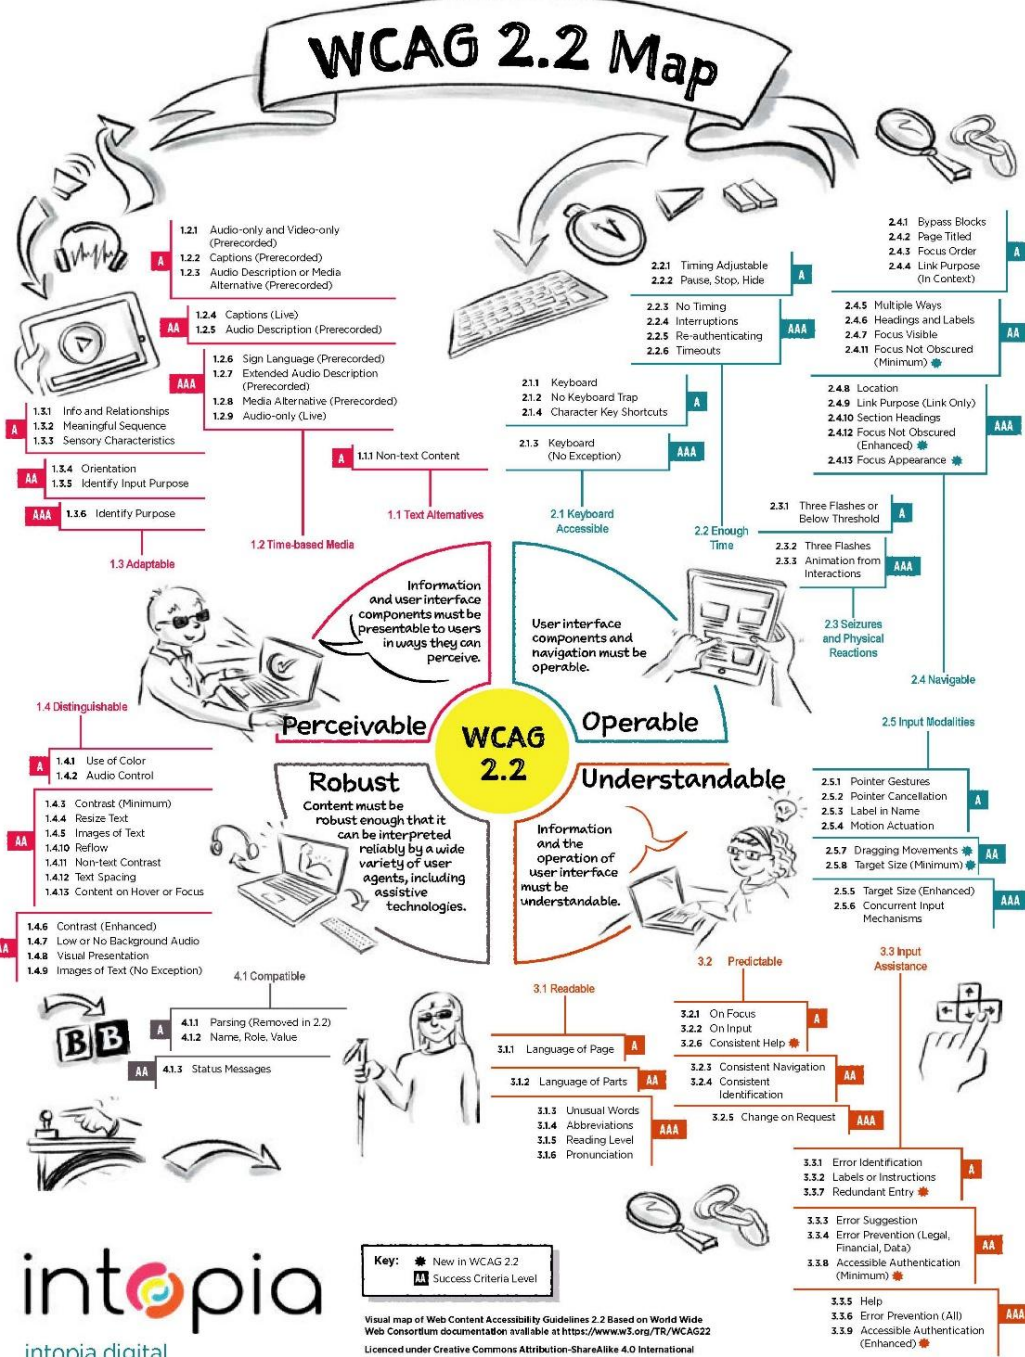 WCAG 2.2 Map
1.2.1 Audio-only and Video-only
(Prerecorded)
1.2.2 Captions (Prerecorded)
1.2.3 Audio Description or Media
Alternative (Prerecorded)
A
1.2.4 Captions (Live)
1.2.5 Audio Description (Prerecorded)
AA
1.2.6 Sign Language (Prerecorded)
1.2.7 Extended Audio Description
(Prerecorded)
1.2.8 Media Alternative (Prerecorded)
1.2.9 Audio-only (Live)
AAA
1.2 Time-based Media
1.3.1 Info and Relationships
1.3.2 Meaningful Sequence
1.3.3 Sensory Characteristics
A
1.3.4 Orientation
1.3.5 Identify Input Purpose
AA
AAA 1.3.6 Identify Purpose
1.3 Adaptable
A 1.1.1 Non-text Content
1.1 Text Alternatives
2.1.1 Keyboard
2.1.2 No Keyboard Trap
2.1.4 Character Key Shortcuts
A
2.1.3 Keyboard
(No Exception)
AAA
2.1 Keyboard
Accessible
2.2.1 Timing Adjustable
2.2.2 Pause, Stop, Hide
A
2.2.3 No Timing
2.2.4 Interruptions
2.2.5 Re-authenticating
2.2.6 Timeouts
AAA
2.2 Enough
Time
2.4.1 Bypass Blocks
2.4.2 Page Titled
2.4.3 Focus Order
2.4.4 Link Purpose
(In Context)
A
2.4.5 Multiple Ways
2.4.6 Headings and Labels
2.4.7 Focus Visible
2.4.11 Focus Not Obscured
(Minimum)
AA
2.4.8 Location
2.4.9 Link Purpose (Link Only)
2.4.10 Section Headings
2.4.12 Focus Not Obscured
(Enhanced)
2.4.13 Focus Appearance
AAA
2.3.1 Three Flashes or
Below Threshold
A
2.3.2 Three Flashes
2.3.3 Animation from
Interactions
AAA
2.3 Seizures
and Physical
Reactions
2.4 Navigable
Information
and user interface
components must be
presentable to users
in ways they can
perceive.
Perceivable
User interface
components and
navigation must be
operable.
Operable
WCAG
2.2
Robust
Content must be
robust enough that it
can be interpreted
reliably by a wide
variety of user
agents, including
assistive
technologies.
Understandable
Information
and the
operation of
user interface
must be
understandable.
1.4 Distinguishable
1.4.1 Use of Color
1.4.2 Audio Control
A
1.4.3 Contrast (Minimum)
1.4.4 Resize Text
1.4.5 Images of Text
1.4.10 Reflow
1.4.11 Non-text Contrast
1.4.12 Text Spacing
1.4.13 Content on Hover or Focus
AA
1.4.6 Contrast (Enhanced)
1.4.7 Low or No Background Audio
1.4.8 Visual Presentation
1.4.9 Images of Text (No Exception)
AA
2.5 Input Modalities
2.5.1 Pointer Gestures
2.5.2 Pointer Cancellation
2.5.3 Label in Name
2.5.4 Motion Actuation
A
2.5.7 Dragging Movements
2.5.8 Target Size (Minimum)
AA
2.5.5 Target Size (Enhanced)
2.5.6 Concurrent Input
Mechanisms
AAA
4.1 Compatible
4.1.1 Parsing (Removed in 2.2)
4.1.2 Name, Role, Value
A
AA 4.1.3 Status Messages
B B
3.1 Readable
3.1.1 Language of Page A
3.1.2 Language of Parts AA
3.1.3 Unusual Words
3.1.4 Abbreviations
3.1.5 Reading Level
3.1.6 Pronunciation
AAA
3.2 Predictable
3.2.1 On Focus
3.2.2 On Input
3.2.6 Consistent Help
A
3.2.3 Consistent Navigation
3.2.4 Consistent
Identification
AA
3.2.5 Change on Request AAA
3.3 Input
Assistance
3.3.1 Error Identification
3.3.2 Labels or Instructions
3.3.7 Redundant Entry
A
3.3.3 Error Suggestion
3.3.4 Error Prevention (Legal,
Financial, Data)
3.3.8 Accessible Authentication
(Minimum)
AA
3.3.5 Help
3.3.6 Error Prevention (All)
3.3.9 Accessible Authentication
(Enhanced)
AAA
intopia
intopia digital
Key: New in WCAG 2.2
AA Success Criteria Level
Visual map of Web Content Accessibility Guidelines 2.2 Based on World Wide
Web Consortium documentation available at https://www.w3.org/TR/WCAG22
Licenced under Creative Commons Attribution-ShareAlike 4.0 International